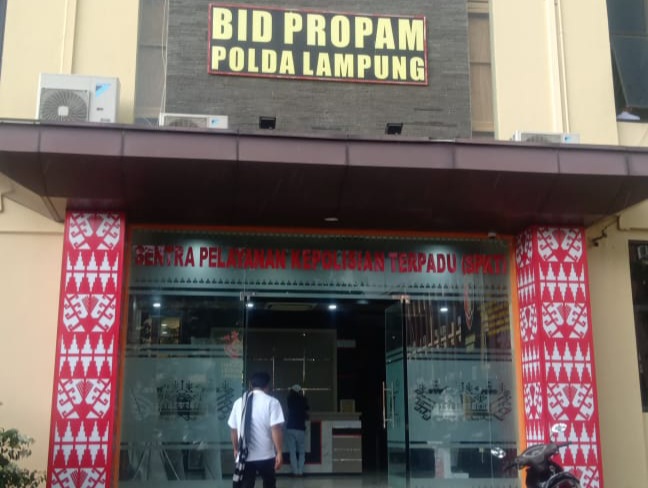 BID PROPAM
POLDA LAMPUNG
SENTRA PELAYANAN KEPOLISIAN TERPADU (SPKT)